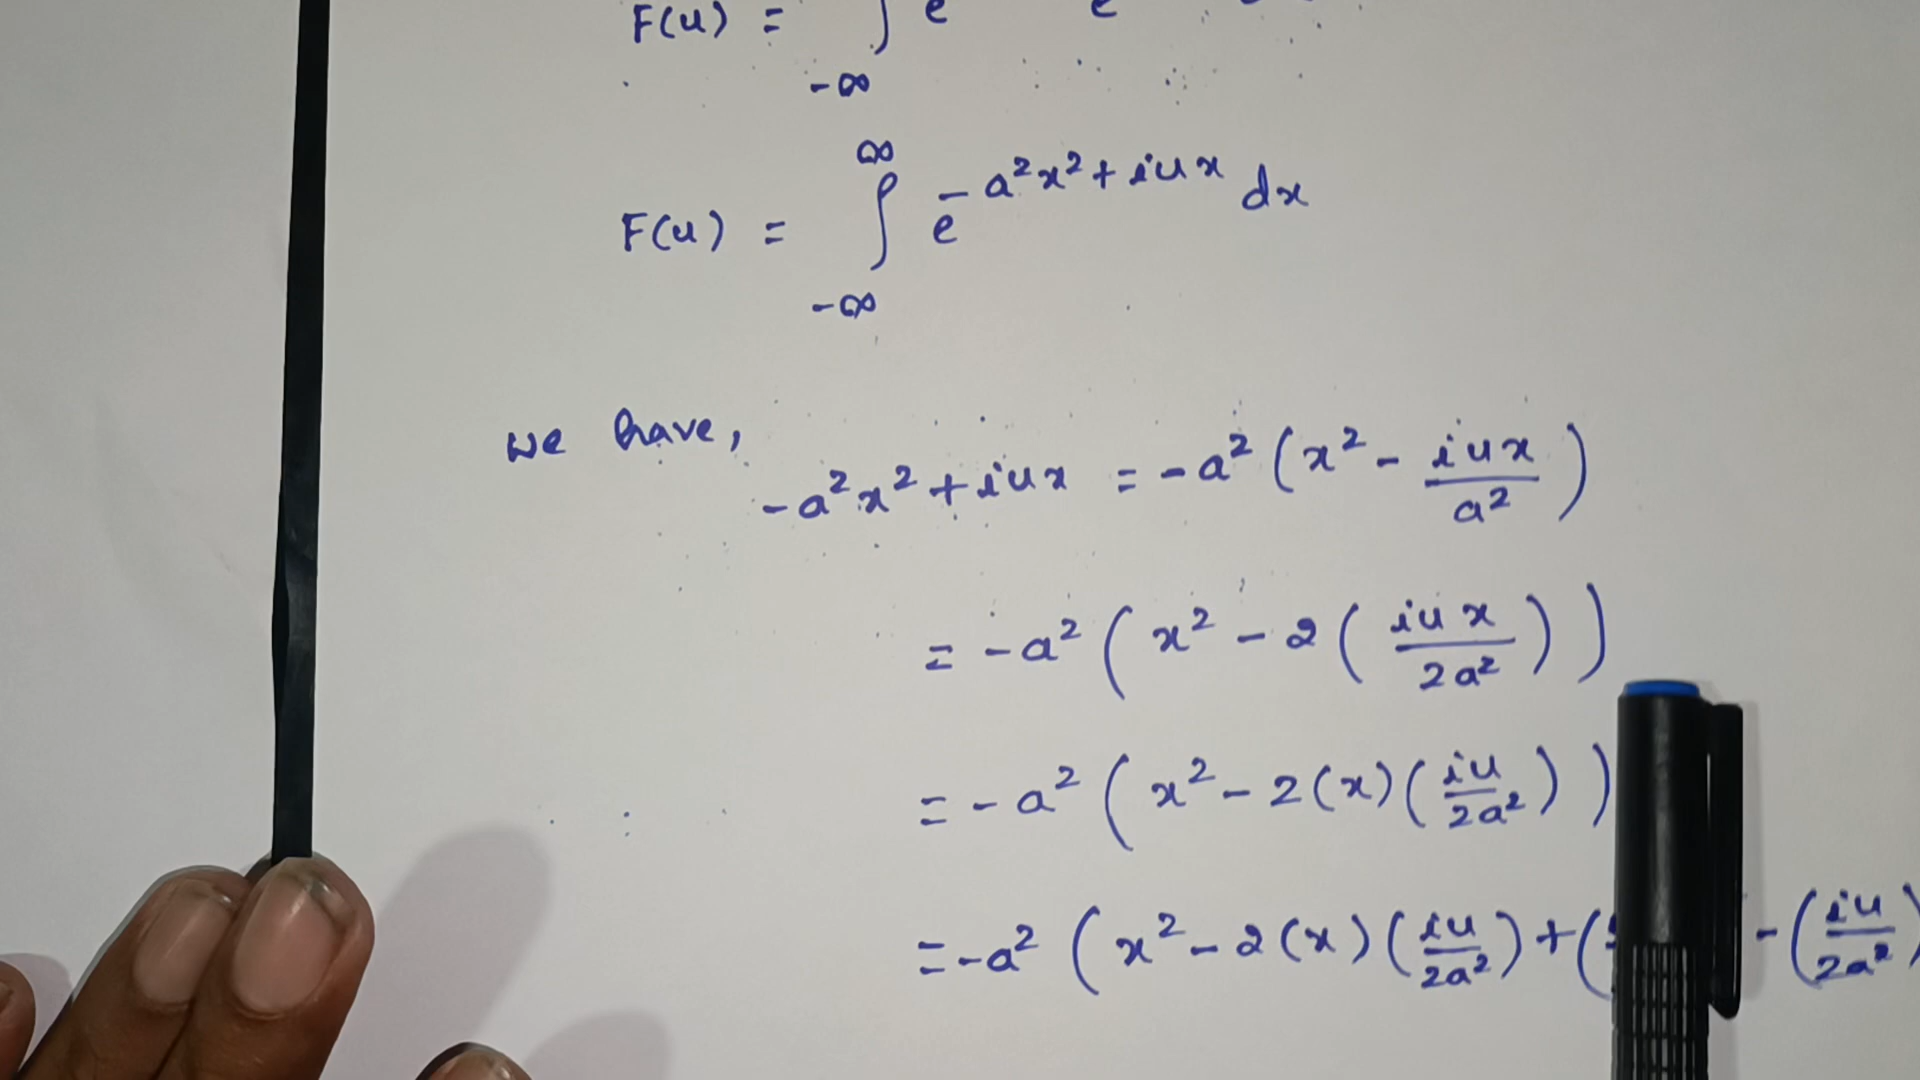 F(u) = ∫ e e
-∞
∞
F(u) = ∫ e^{-a²x²+iux} dx
-∞
we have,
-a²x²+iux = -a² (x² - iux/a²)
= -a² ( x² - 2 ( iux/2a² ) )
= -a² ( x² - 2(x) ( iu/2a² ) )
= -a² ( x² - 2(x) ( iu/2a² ) + ( - ( iu/2a² )